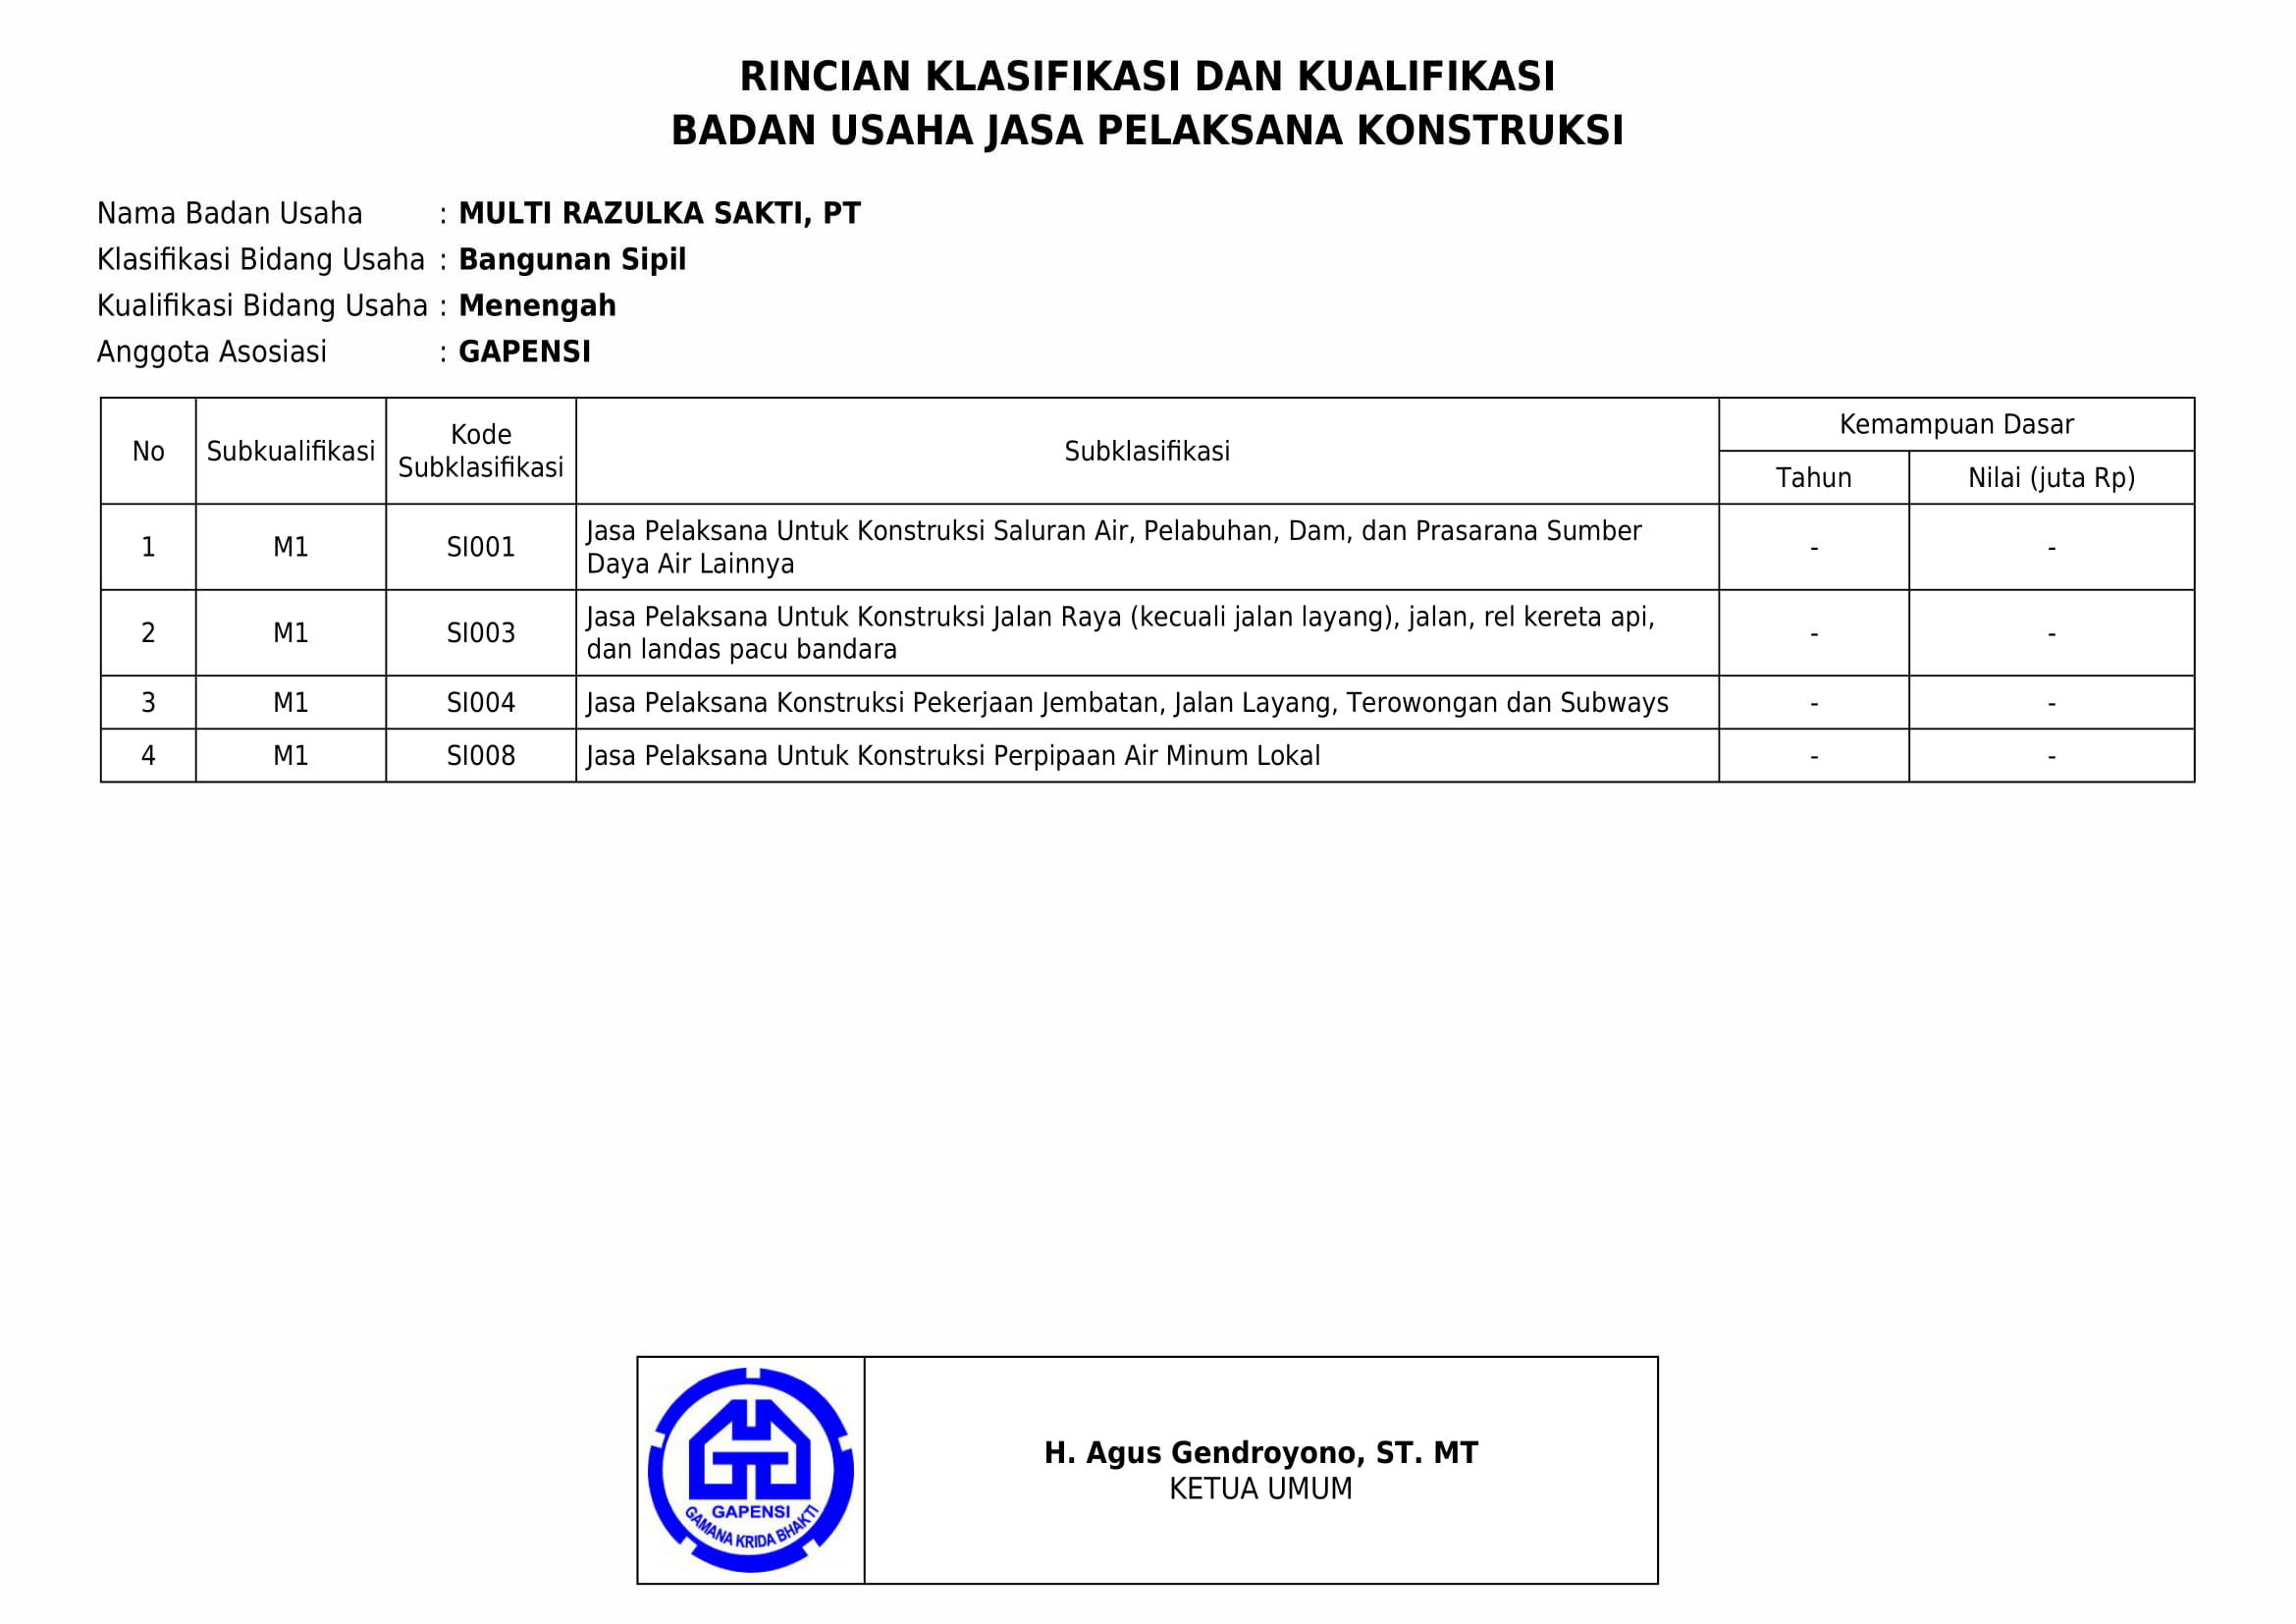 RINCIAN KLASIFIKASI DAN KUALIFIKASI
BADAN USAHA JASA PELAKSANA KONSTRUKSI
Nama Badan Usaha : MULTI RAZULKA SAKTI, PT
Klasifikasi Bidang Usaha : Bangunan Sipil
Kualifikasi Bidang Usaha : Menengah
Anggota Asosiasi : GAPENSI
No Subkualifikasi Kode Subklasifikasi Subklasifikasi Kemampuan Dasar
Tahun Nilai (juta Rp)
1 M1 SI001 Jasa Pelaksana Untuk Konstruksi Saluran Air, Pelabuhan, Dam, dan Prasarana Sumber
Daya Air Lainnya - -
2 M1 SI003 Jasa Pelaksana Untuk Konstruksi Jalan Raya (kecuali jalan layang), jalan, rel kereta api,
dan landas pacu bandara - -
3 M1 SI004 Jasa Pelaksana Konstruksi Pekerjaan Jembatan, Jalan Layang, Terowongan dan Subways - -
4 M1 SI008 Jasa Pelaksana Untuk Konstruksi Perpipaan Air Minum Lokal - -
GAPENSI
GAMANA KRIDA BHAKTI
H. Agus Gendroyono, ST. MT
KETUA UMUM